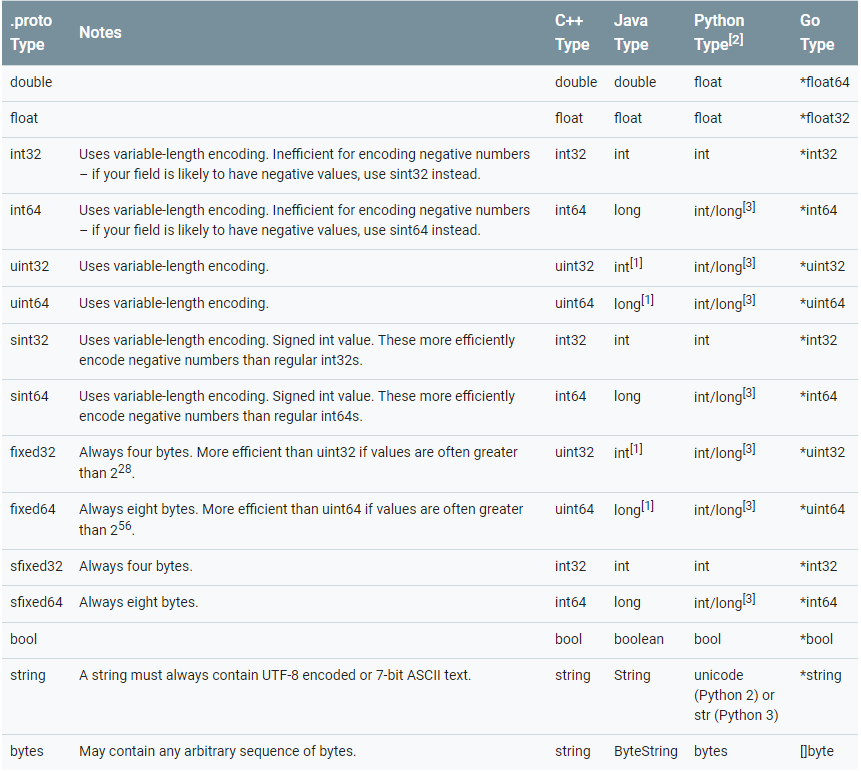 .proto Type Notes C++ Type Java Type Python Type[2] Go Type
double double double float *float64
float float float float *float32
int32 Uses variable-length encoding. Inefficient for encoding negative numbers int32 int int *int32
– if your field is likely to have negative values, use sint32 instead.
int64 Uses variable-length encoding. Inefficient for encoding negative numbers int64 long int/long[3] *int64
– if your field is likely to have negative values, use sint64 instead.
uint32 Uses variable-length encoding. uint32 int[1] int/long[3] *uint32
uint64 Uses variable-length encoding. uint64 long[1] int/long[3] *uint64
sint32 Uses variable-length encoding. Signed int value. These more efficiently int32 int int *int32
encode negative numbers than regular int32s.
sint64 Uses variable-length encoding. Signed int value. These more efficiently int64 long int/long[3] *int64
encode negative numbers than regular int64s.
fixed32 Always four bytes. More efficient than uint32 if values are often greater uint32 int[1] int/long[3] *uint32
than 2^28.
fixed64 Always eight bytes. More efficient than uint64 if values are often greater uint64 long[1] int/long[3] *uint64
than 2^56.
sfixed32 Always four bytes. int32 int int *int32
sfixed64 Always eight bytes. int64 long int/long[3] *int64
bool bool boolean bool *bool
string A string must always contain UTF-8 encoded or 7-bit ASCII text. string String unicode *string
(Python 2) or
str (Python 3)
bytes May contain any arbitrary sequence of bytes. string ByteString bytes []byte